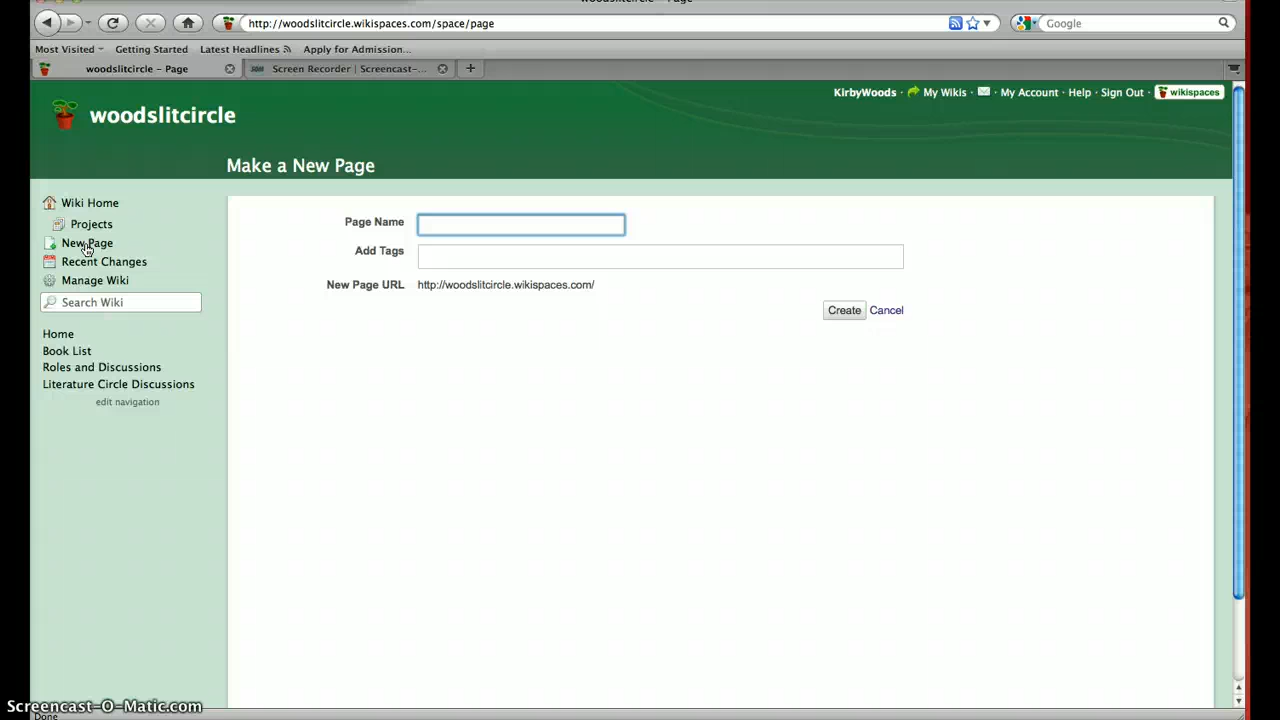 woodslitcircle - Page
http://woodslitcircle.wikispaces.com/space/page
Google
Most Visited
Getting Started
Latest Headlines
Apply for Admission...
woodslitcircle – Page
Screen Recorder | Screencast-...
KirbyWoods
My Wikis
My Account
Help
Sign Out
wikispaces
woodslitcircle
Make a New Page
Wiki Home
Projects
New Page
Recent Changes
Manage Wiki
Search Wiki
Home
Book List
Roles and Discussions
Literature Circle Discussions
edit navigation
Page Name
Add Tags
New Page URL
http://woodslitcircle.wikispaces.com/
Create
Cancel
Screencast-O-Matic.com
Done